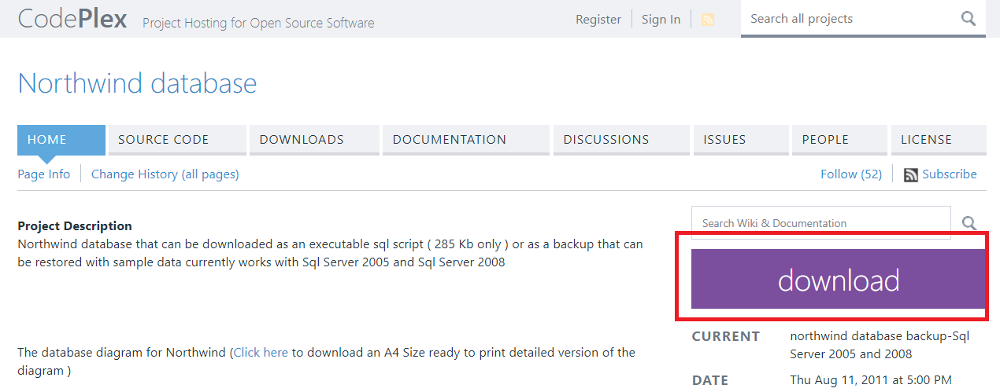 CodePlex Project Hosting for Open Source Software Register Sign In Search all projects
Northwind database
HOME SOURCE CODE DOWNLOADS DOCUMENTATION DISCUSSIONS ISSUES PEOPLE LICENSE
Page Info Change History (all pages) Follow (52) Subscribe
Project Description
Northwind database that can be downloaded as an executable sql script ( 285 Kb only ) or as a backup that can
be restored with sample data currently works with Sql Server 2005 and Sql Server 2008
The database diagram for Northwind (Click here to download an A4 Size ready to print detailed version of the
diagram )
Search Wiki & Documentation
download
CURRENT northwind database backup-Sql
Server 2005 and 2008
DATE Thu Aug 11, 2011 at 5:00 PM